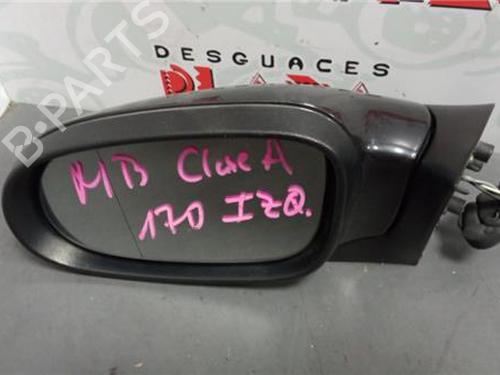 DESGUACES
B-PARTS
MB Clase A
170 IZQ.